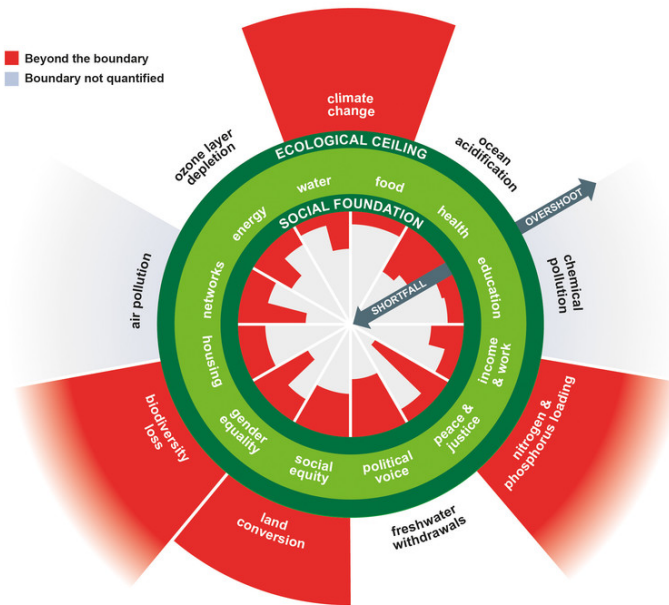 Beyond the boundary
Boundary not quantified
climate
change
ozone layer
depletion
ocean
acidification
ECOLOGICAL CEILING
OVERSHOOT
water
food
energy
health
SOCIAL FOUNDATION
networks
education
SHORTFALL
air pollution
chemical
pollution
housing
income
& work
gender
equality
peace &
justice
social
equity
political
voice
biodiversity
loss
nitrogen &
phosphorus loading
land
conversion
freshwater
withdrawals